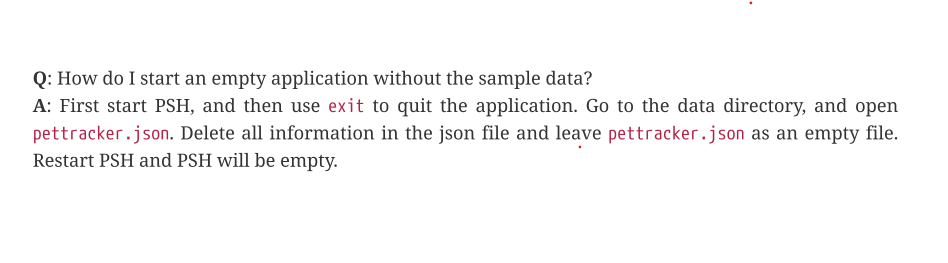 Q: How do I start an empty application without the sample data?
A: First start PSH, and then use exit to quit the application. Go to the data directory, and open
pettracker.json. Delete all information in the json file and leave pettracker.json as an empty file.
Restart PSH and PSH will be empty.